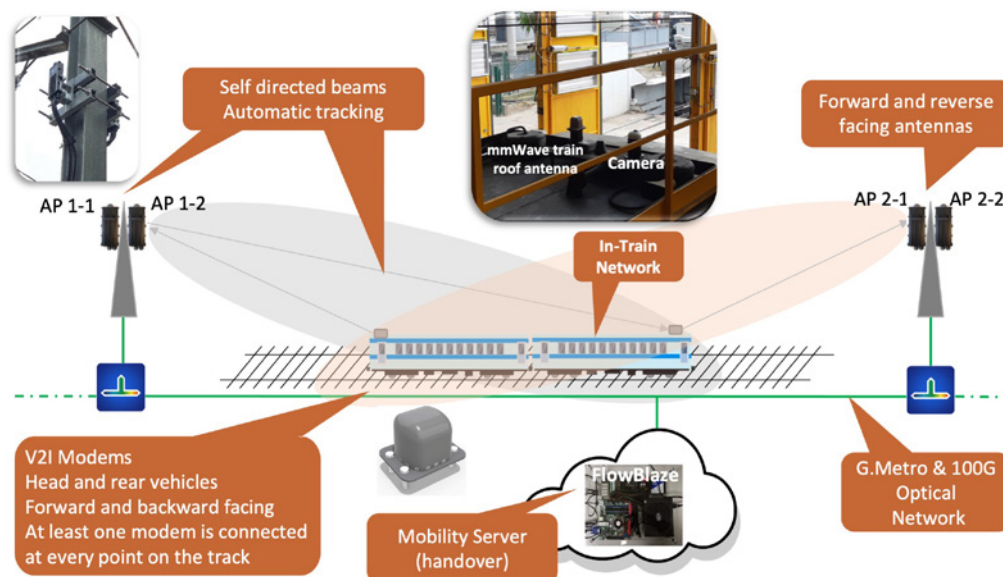 Self directed beams
Automatic tracking
mmWave train
roof antenna
Camera
Forward and reverse
facing antennas
AP 1-1
AP 1-2
AP 2-1
AP 2-2
In-Train
Network
V2I Modems
Head and rear vehicles
Forward and backward facing
At least one modem is connected
at every point on the track
FlowBlaze
Mobility Server
(handover)
G.Metro & 100G
Optical
Network